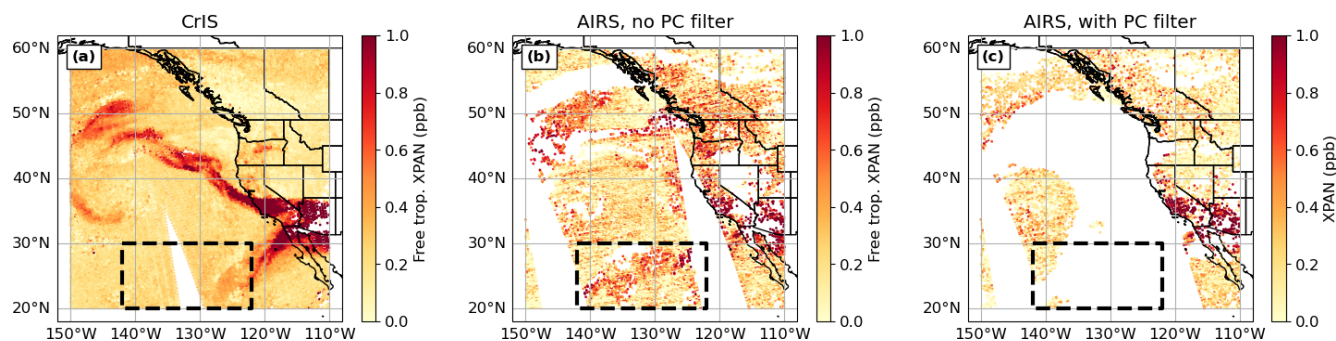 CrIS
(a)
60°N
50°N
40°N
30°N
20°N
150°W 140°W 130°W 120°W 110°W
1.0
0.8
0.6
0.4
0.2
0.0
Free trop. XPAN (ppb)
AIRS, no PC filter
(b)
60°N
50°N
40°N
30°N
20°N
150°W 140°W 130°W 120°W 110°W
1.0
0.8
0.6
0.4
0.2
0.0
Free trop. XPAN (ppb)
AIRS, with PC filter
(c)
60°N
50°N
40°N
30°N
20°N
150°W 140°W 130°W 120°W 110°W
1.0
0.8
0.6
0.4
0.2
0.0
XPAN (ppb)